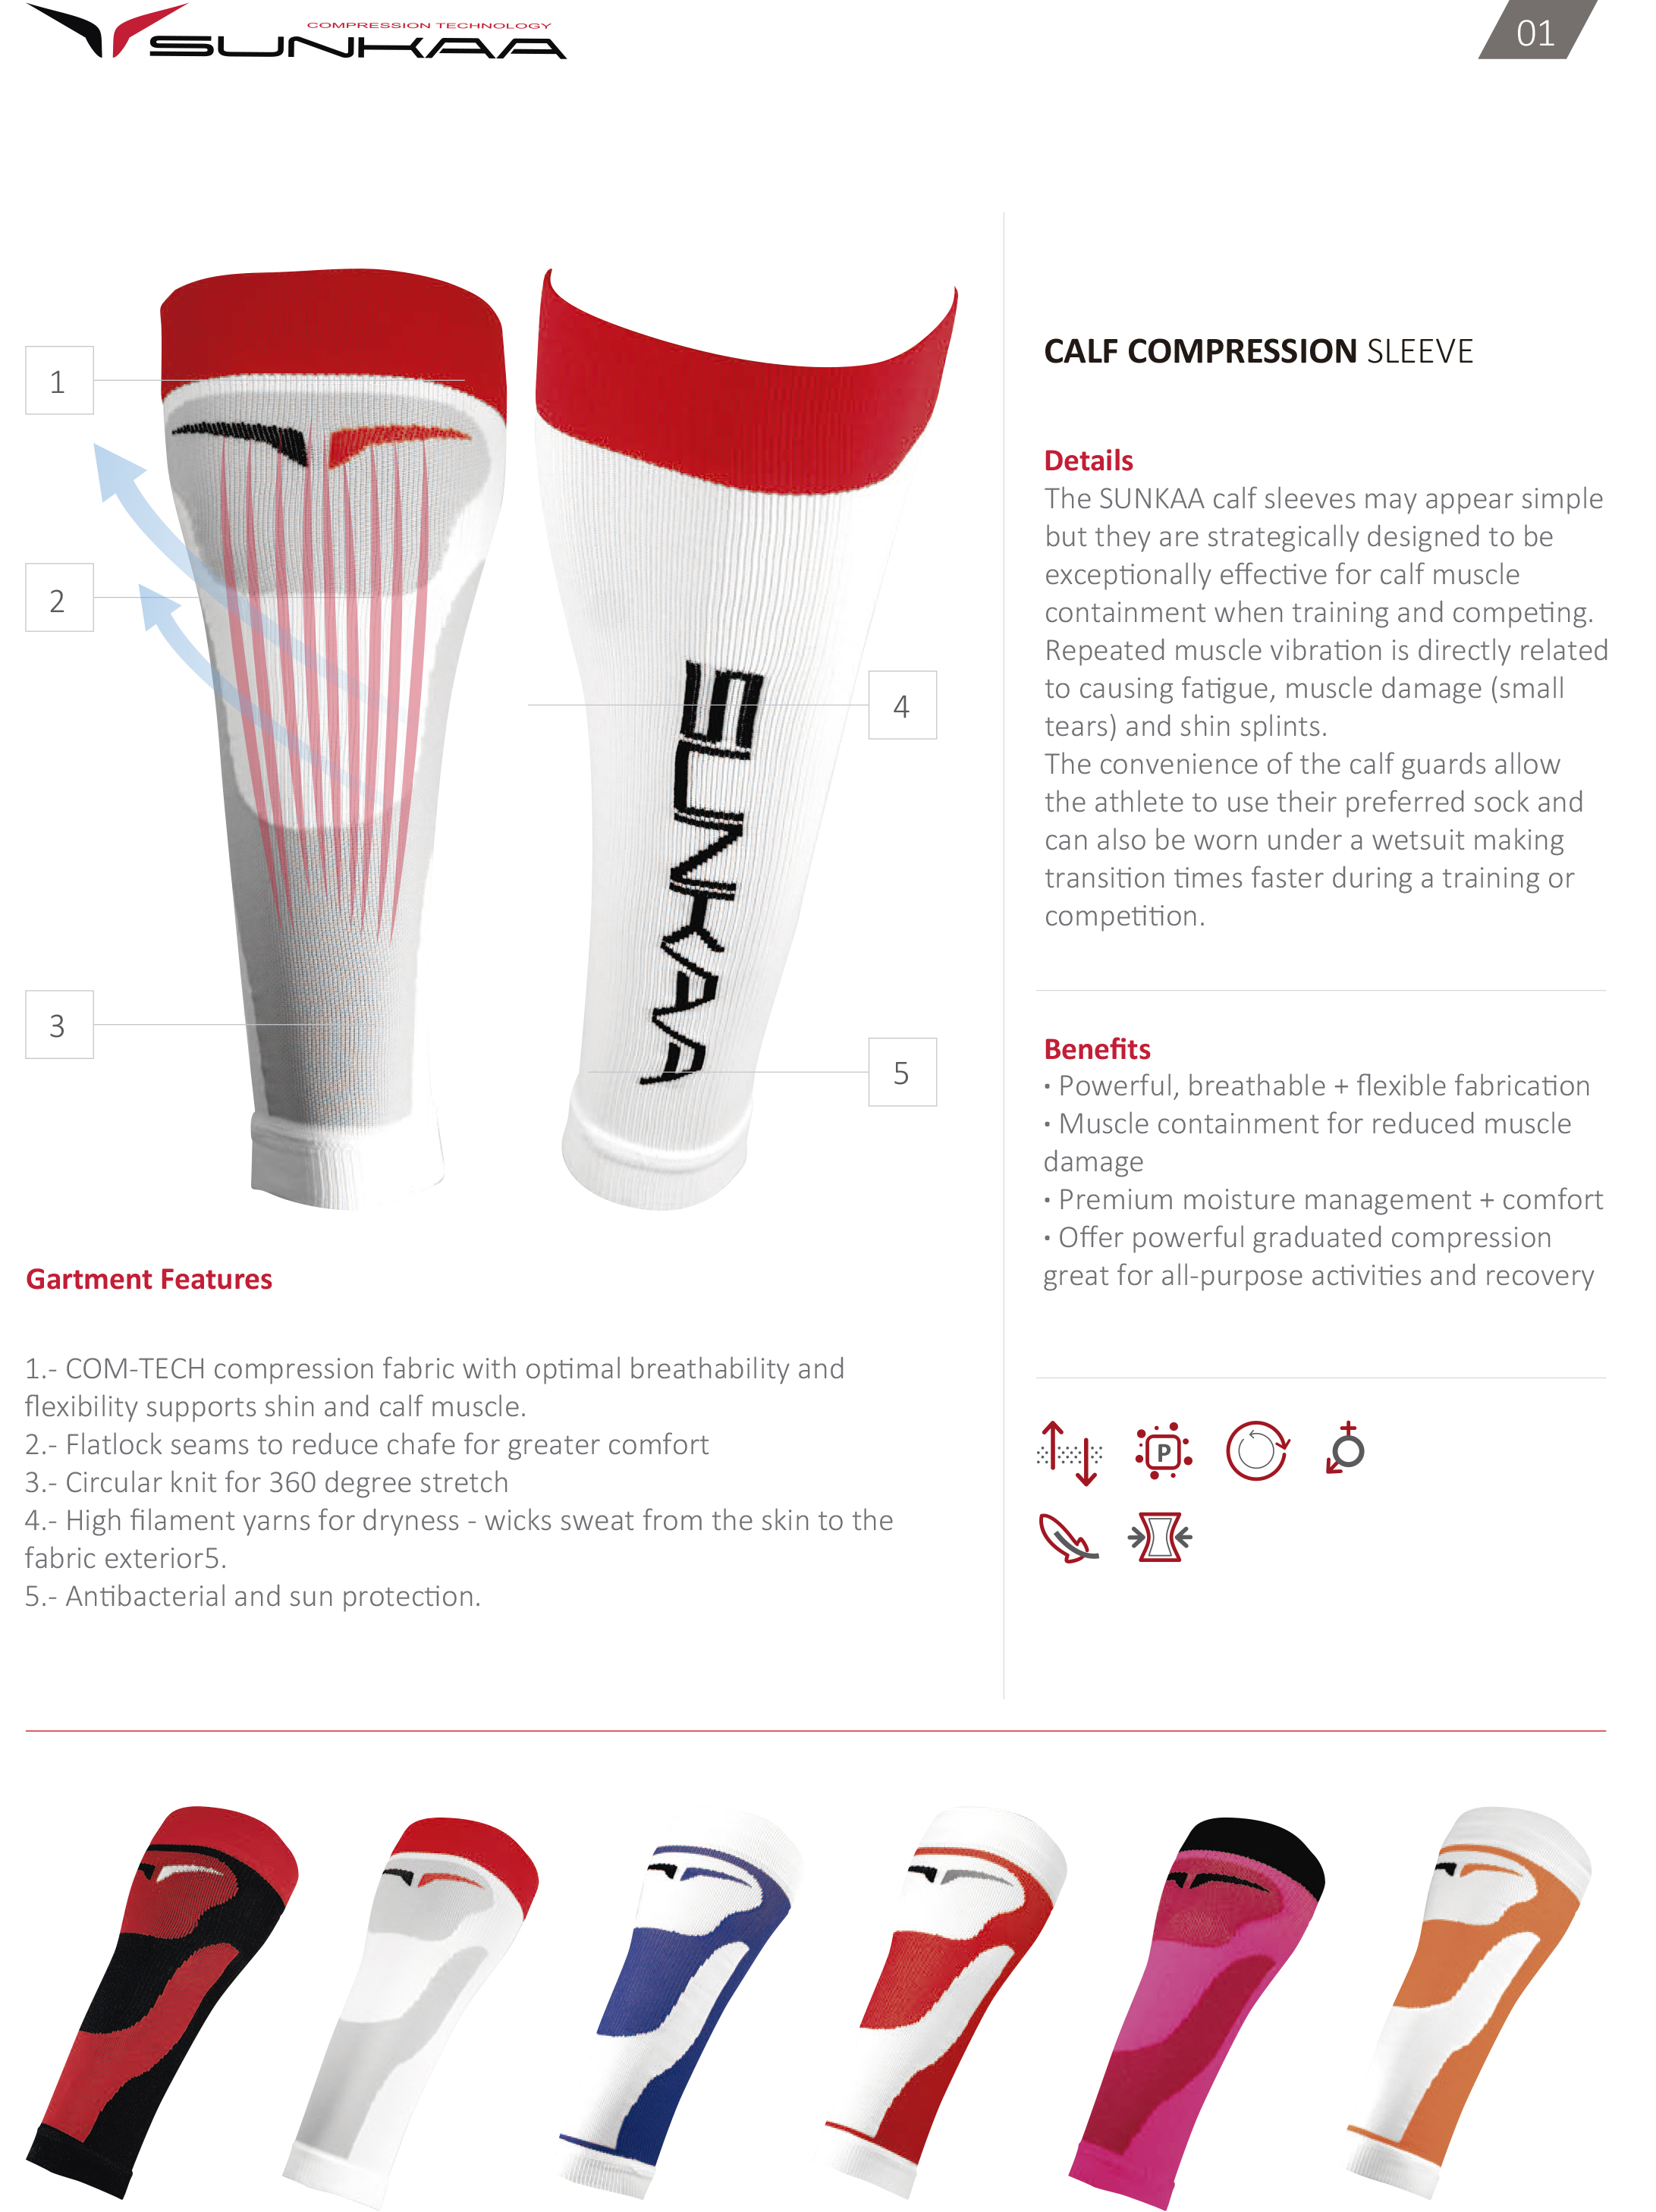 COMPRESSION TECHNOLOGY
SUNKAA
01
1
2
3
4
5
SUNKAA
CALF COMPRESSION SLEEVE
Details
The SUNKAA calf sleeves may appear simple
but they are strategically designed to be
exceptionally effective for calf muscle
containment when training and competing.
Repeated muscle vibration is directly related
to causing fatigue, muscle damage (small
tears) and shin splints.
The convenience of the calf guards allow
the athlete to use their preferred sock and
can also be worn under a wetsuit making
transition times faster during a training or
competition.
Benefits
· Powerful, breathable + flexible fabrication
· Muscle containment for reduced muscle
damage
· Premium moisture management + comfort
· Offer powerful graduated compression
great for all-purpose activities and recovery
P
Gartment Features
1.- COM-TECH compression fabric with optimal breathability and
flexibility supports shin and calf muscle.
2.- Flatlock seams to reduce chafe for greater comfort
3.- Circular knit for 360 degree stretch
4.- High filament yarns for dryness - wicks sweat from the skin to the
fabric exterior5.
5.- Antibacterial and sun protection.